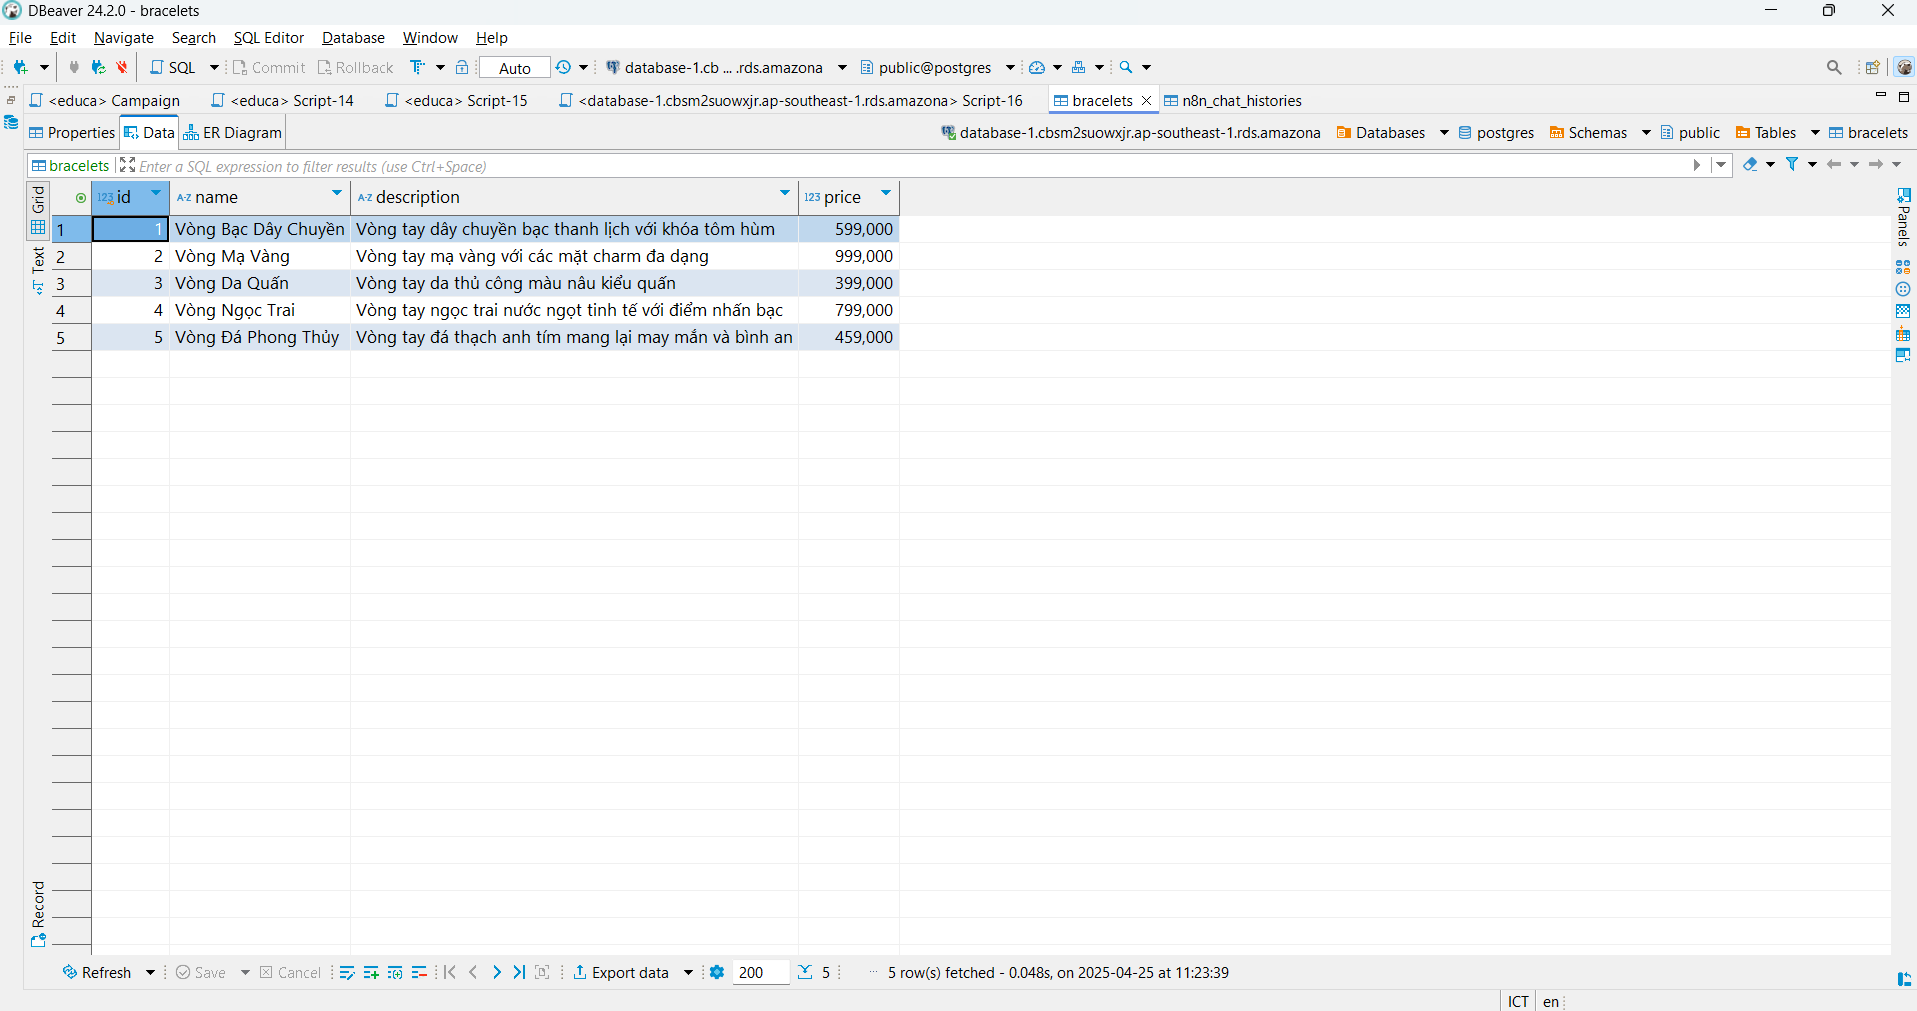 DBeaver 24.2.0 - bracelets
File Edit Navigate Search SQL Editor Database Window Help
SQL Commit Rollback Auto database-1.cb ... .rds.amazona public@postgres
<educa> Campaign <educa> Script-14 <educa> Script-15 <database-1.cbsm2suowxjr.ap-southeast-1.rds.amazona> Script-16 bracelets n8n_chat_histories
Properties Data ER Diagram database-1.cbsm2suowxjr.ap-southeast-1.rds.amazona Databases postgres Schemas public Tables bracelets
bracelets Enter a SQL expression to filter results (use Ctrl+Space)
Grid
Text
Record
Panels
123 id A-Z name A-Z description 123 price
1 1 Vòng Bạc Dây Chuyền Vòng tay dây chuyền bạc thanh lịch với khóa tôm hùm 599,000
2 2 Vòng Mạ Vàng Vòng tay mạ vàng với các mặt charm đa dạng 999,000
3 3 Vòng Da Quấn Vòng tay da thủ công màu nâu kiểu quấn 399,000
4 4 Vòng Ngọc Trai Vòng tay ngọc trai nước ngọt tinh tế với điểm nhấn bạc 799,000
5 5 Vòng Đá Phong Thủy Vòng tay đá thạch anh tím mang lại may mắn và bình an 459,000
Refresh Save Cancel Export data 200 5 ... 5 row(s) fetched - 0.048s, on 2025-04-25 at 11:23:39
ICT en